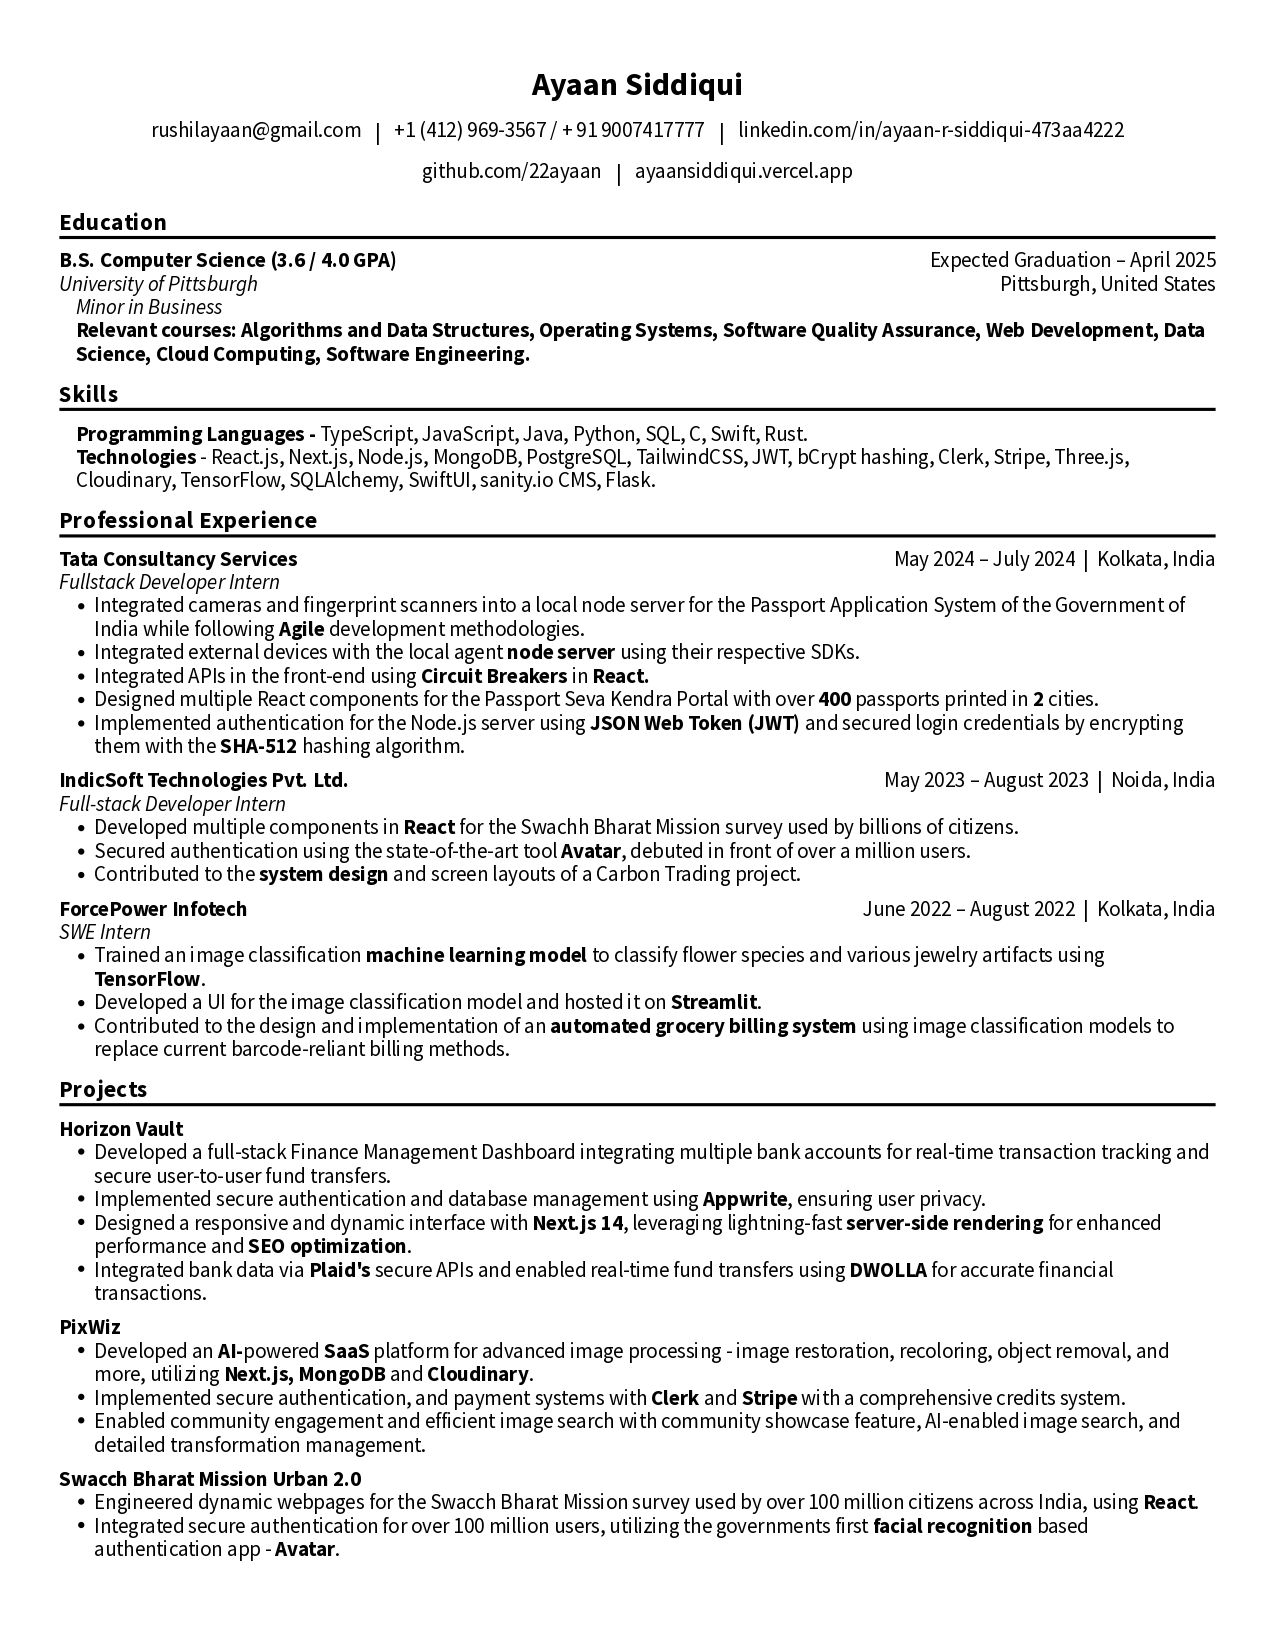 Ayaan Siddiqui
rushilayaan@gmail.com | +1 (412) 969-3567 / + 91 9007417777 | linkedin.com/in/ayaan-r-siddiqui-473aa4222
github.com/22ayaan | ayaansiddiqui.vercel.app
Education
B.S. Computer Science (3.6 / 4.0 GPA) Expected Graduation – April 2025
University of Pittsburgh Pittsburgh, United States
Minor in Business
Relevant courses: Algorithms and Data Structures, Operating Systems, Software Quality Assurance, Web Development, Data
Science, Cloud Computing, Software Engineering.
Skills
Programming Languages - TypeScript, JavaScript, Java, Python, SQL, C, Swift, Rust.
Technologies - React.js, Next.js, Node.js, MongoDB, PostgreSQL, TailwindCSS, JWT, bCrypt hashing, Clerk, Stripe, Three.js,
Cloudinary, TensorFlow, SQLAlchemy, SwiftUI, sanity.io CMS, Flask.
Professional Experience
Tata Consultancy Services May 2024 – July 2024 | Kolkata, India
Fullstack Developer Intern
• Integrated cameras and fingerprint scanners into a local node server for the Passport Application System of the Government of
India while following Agile development methodologies.
• Integrated external devices with the local agent node server using their respective SDKs.
• Integrated APIs in the front-end using Circuit Breakers in React.
• Designed multiple React components for the Passport Seva Kendra Portal with over 400 passports printed in 2 cities.
• Implemented authentication for the Node.js server using JSON Web Token (JWT) and secured login credentials by encrypting
them with the SHA-512 hashing algorithm.
IndicSoft Technologies Pvt. Ltd. May 2023 – August 2023 | Noida, India
Full-stack Developer Intern
• Developed multiple components in React for the Swachh Bharat Mission survey used by billions of citizens.
• Secured authentication using the state-of-the-art tool Avatar, debuted in front of over a million users.
• Contributed to the system design and screen layouts of a Carbon Trading project.
ForcePower Infotech June 2022 – August 2022 | Kolkata, India
SWE Intern
• Trained an image classification machine learning model to classify flower species and various jewelry artifacts using
TensorFlow.
• Developed a UI for the image classification model and hosted it on Streamlit.
• Contributed to the design and implementation of an automated grocery billing system using image classification models to
replace current barcode-reliant billing methods.
Projects
Horizon Vault
• Developed a full-stack Finance Management Dashboard integrating multiple bank accounts for real-time transaction tracking and
secure user-to-user fund transfers.
• Implemented secure authentication and database management using Appwrite, ensuring user privacy.
• Designed a responsive and dynamic interface with Next.js 14, leveraging lightning-fast server-side rendering for enhanced
performance and SEO optimization.
• Integrated bank data via Plaid's secure APIs and enabled real-time fund transfers using DWOLLA for accurate financial
transactions.
PixWiz
• Developed an AI-powered SaaS platform for advanced image processing - image restoration, recoloring, object removal, and
more, utilizing Next.js, MongoDB and Cloudinary.
• Implemented secure authentication, and payment systems with Clerk and Stripe with a comprehensive credits system.
• Enabled community engagement and efficient image search with community showcase feature, AI-enabled image search, and
detailed transformation management.
Swacch Bharat Mission Urban 2.0
• Engineered dynamic webpages for the Swacch Bharat Mission survey used by over 100 million citizens across India, using React.
• Integrated secure authentication for over 100 million users, utilizing the governments first facial recognition based
authentication app - Avatar.